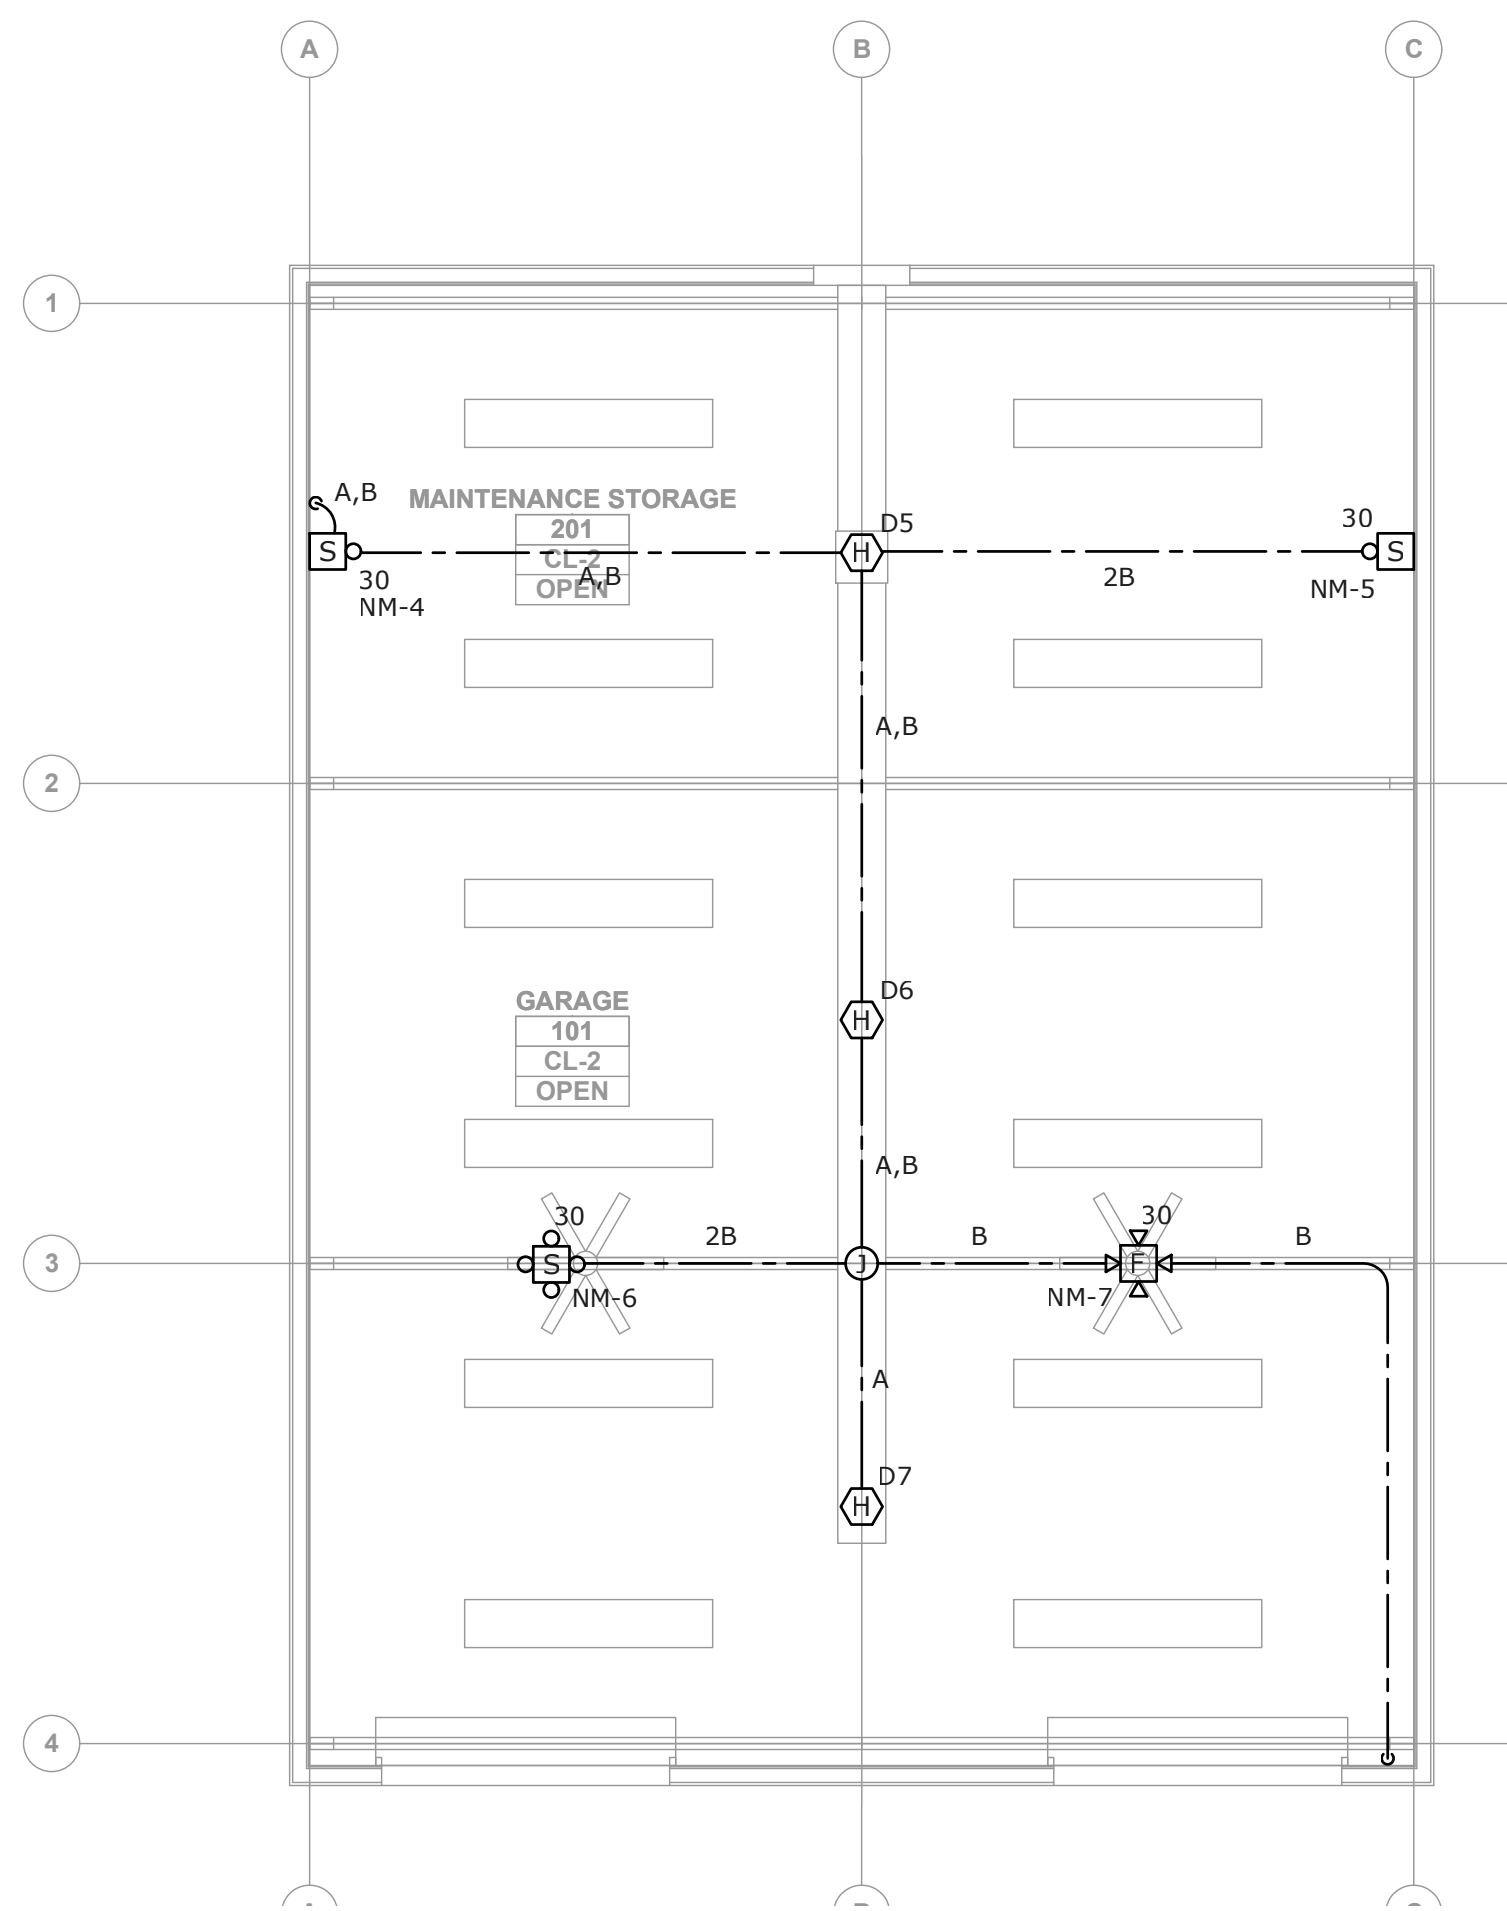 A
B
C
1
A,B
MAINTENANCE STORAGE
201
CL-2
OPEN
A,B
S
30
NM-4
D5
H
2B
30
S
NM-5
A,B
2
D6
H
GARAGE
101
CL-2
OPEN
A,B
3
30
S
NM-6
2B
J
B
30
F
NM-7
B
A
D7
H
4